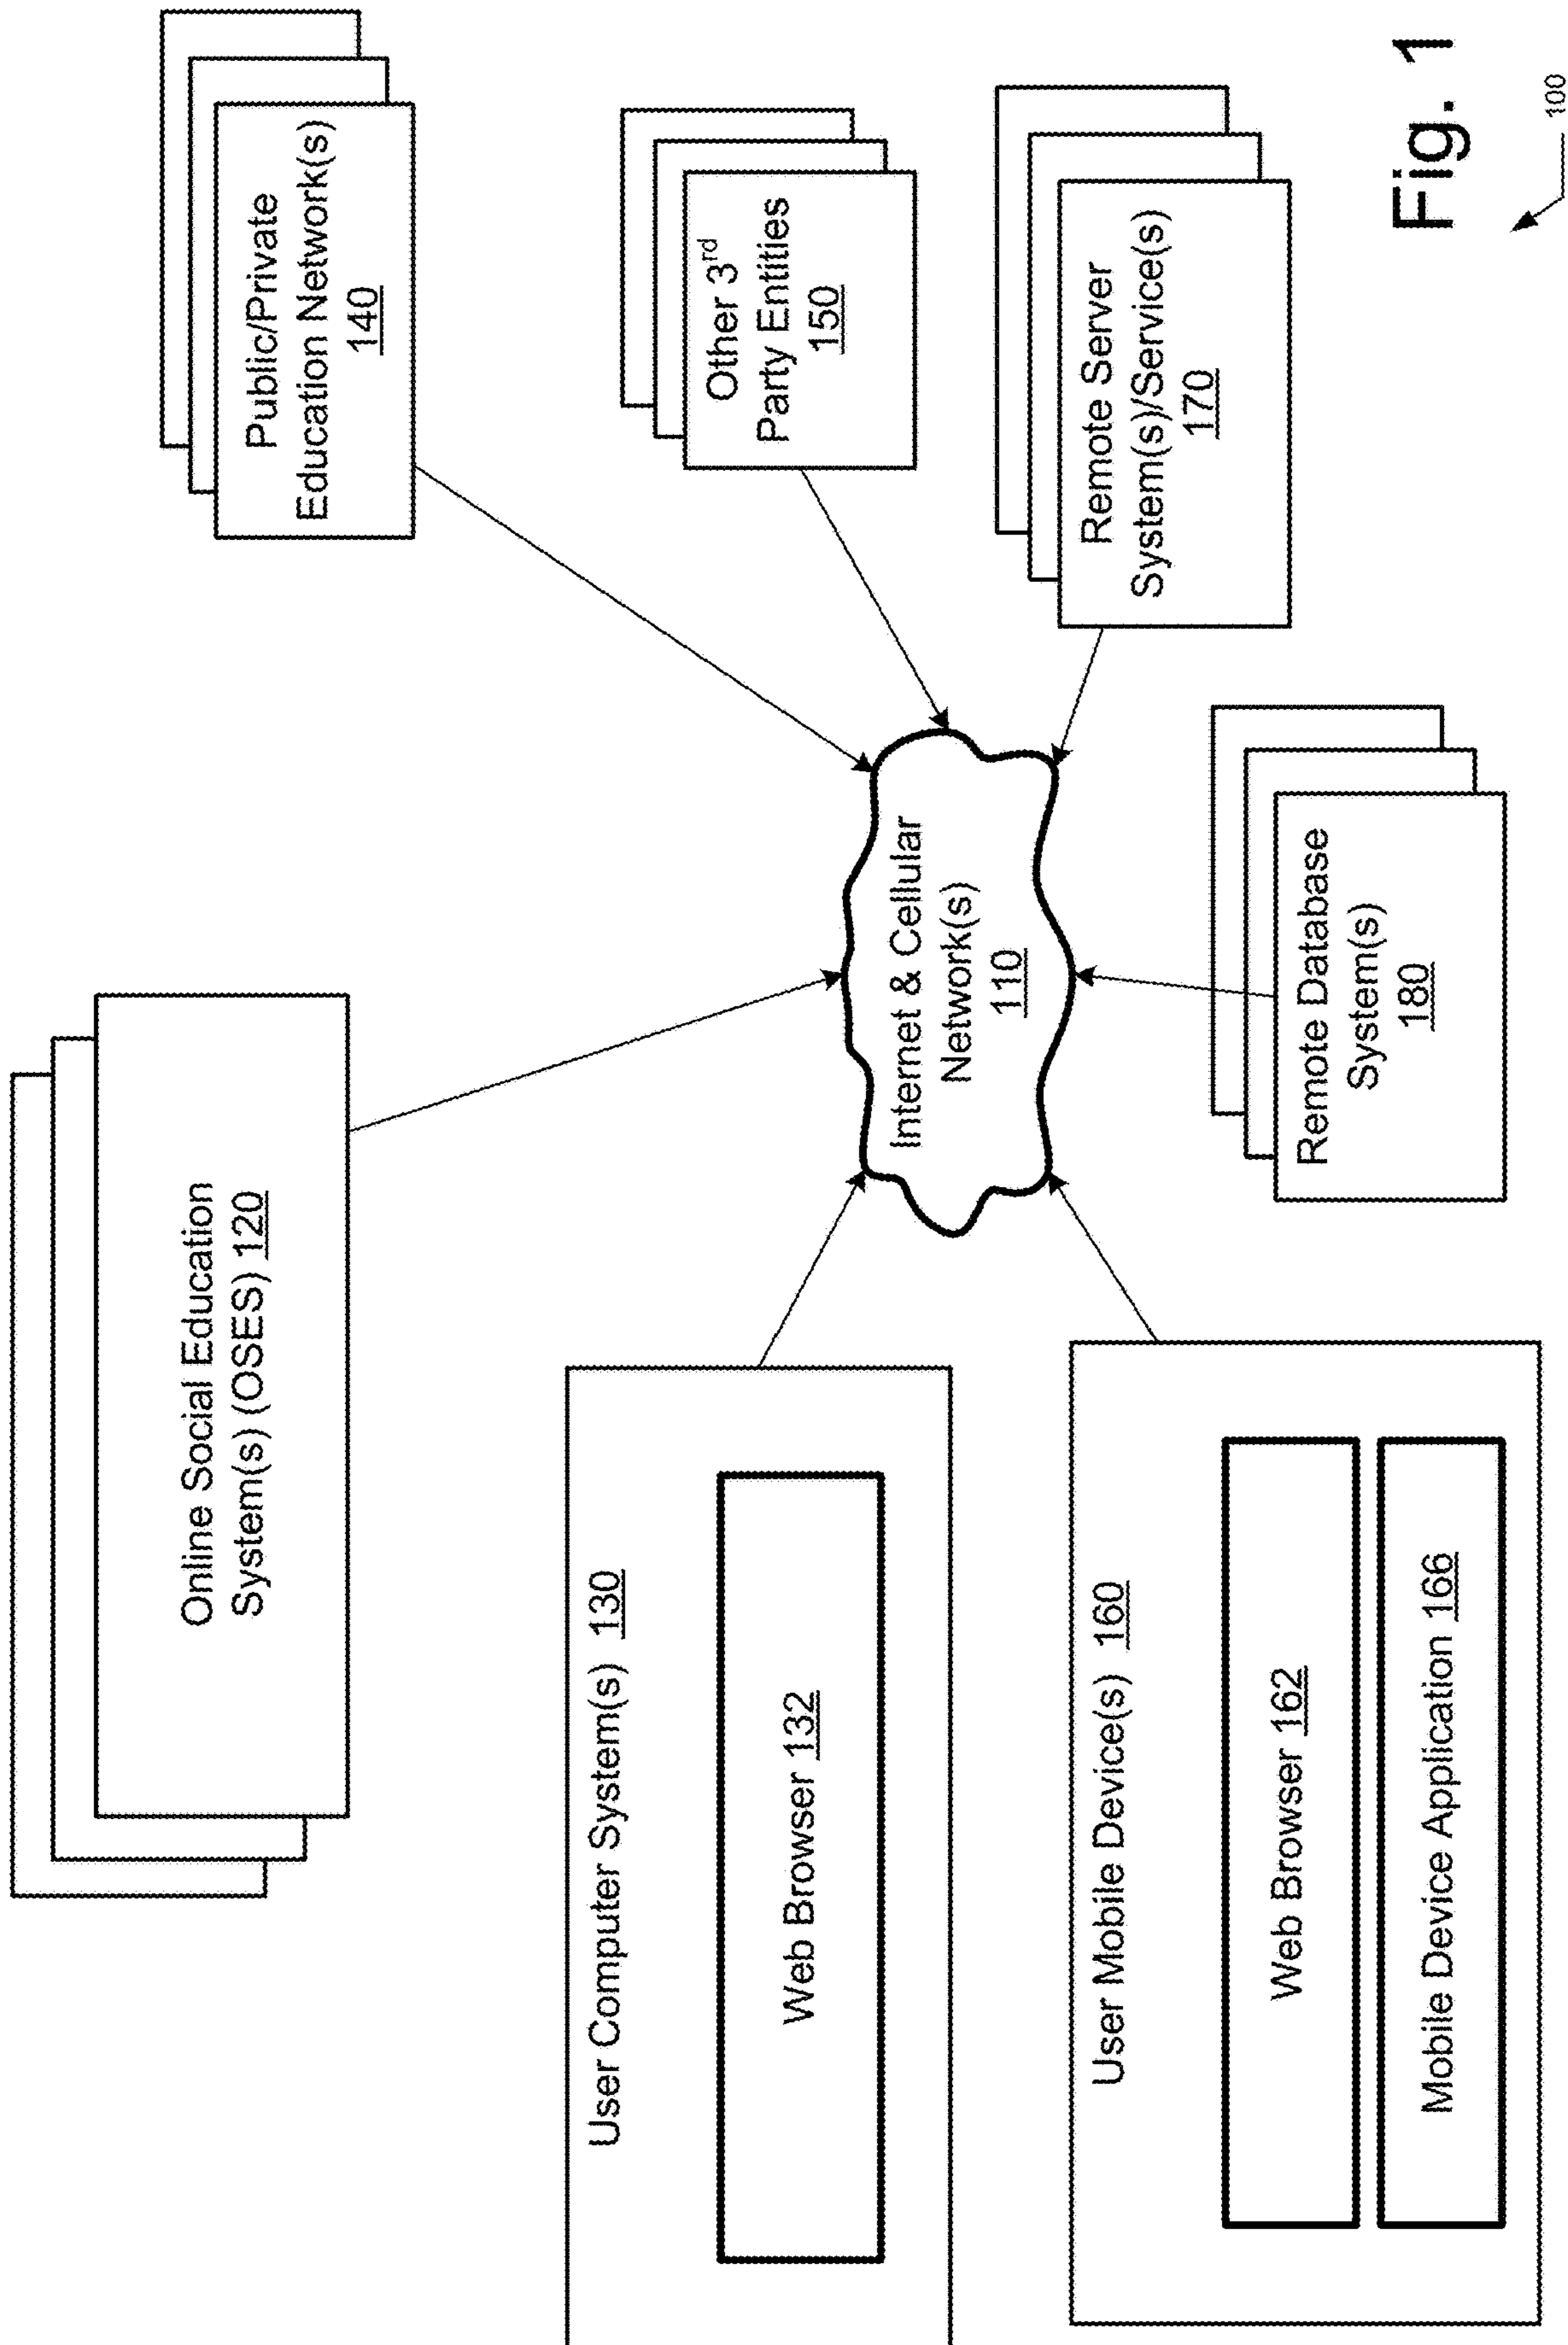 Online Social Education
System(s) (OSES) 120
Public/Private
Education Network(s)
140
User Computer System(s) 130
Web Browser 132
Other 3rd
Party Entities
150
Internet & Cellular
Network(s)
110
Remote Server
System(s)/Service(s)
170
User Mobile Device(s) 160
Web Browser 162
Mobile Device Application 166
Remote Database
System(s)
180
Fig. 1
100